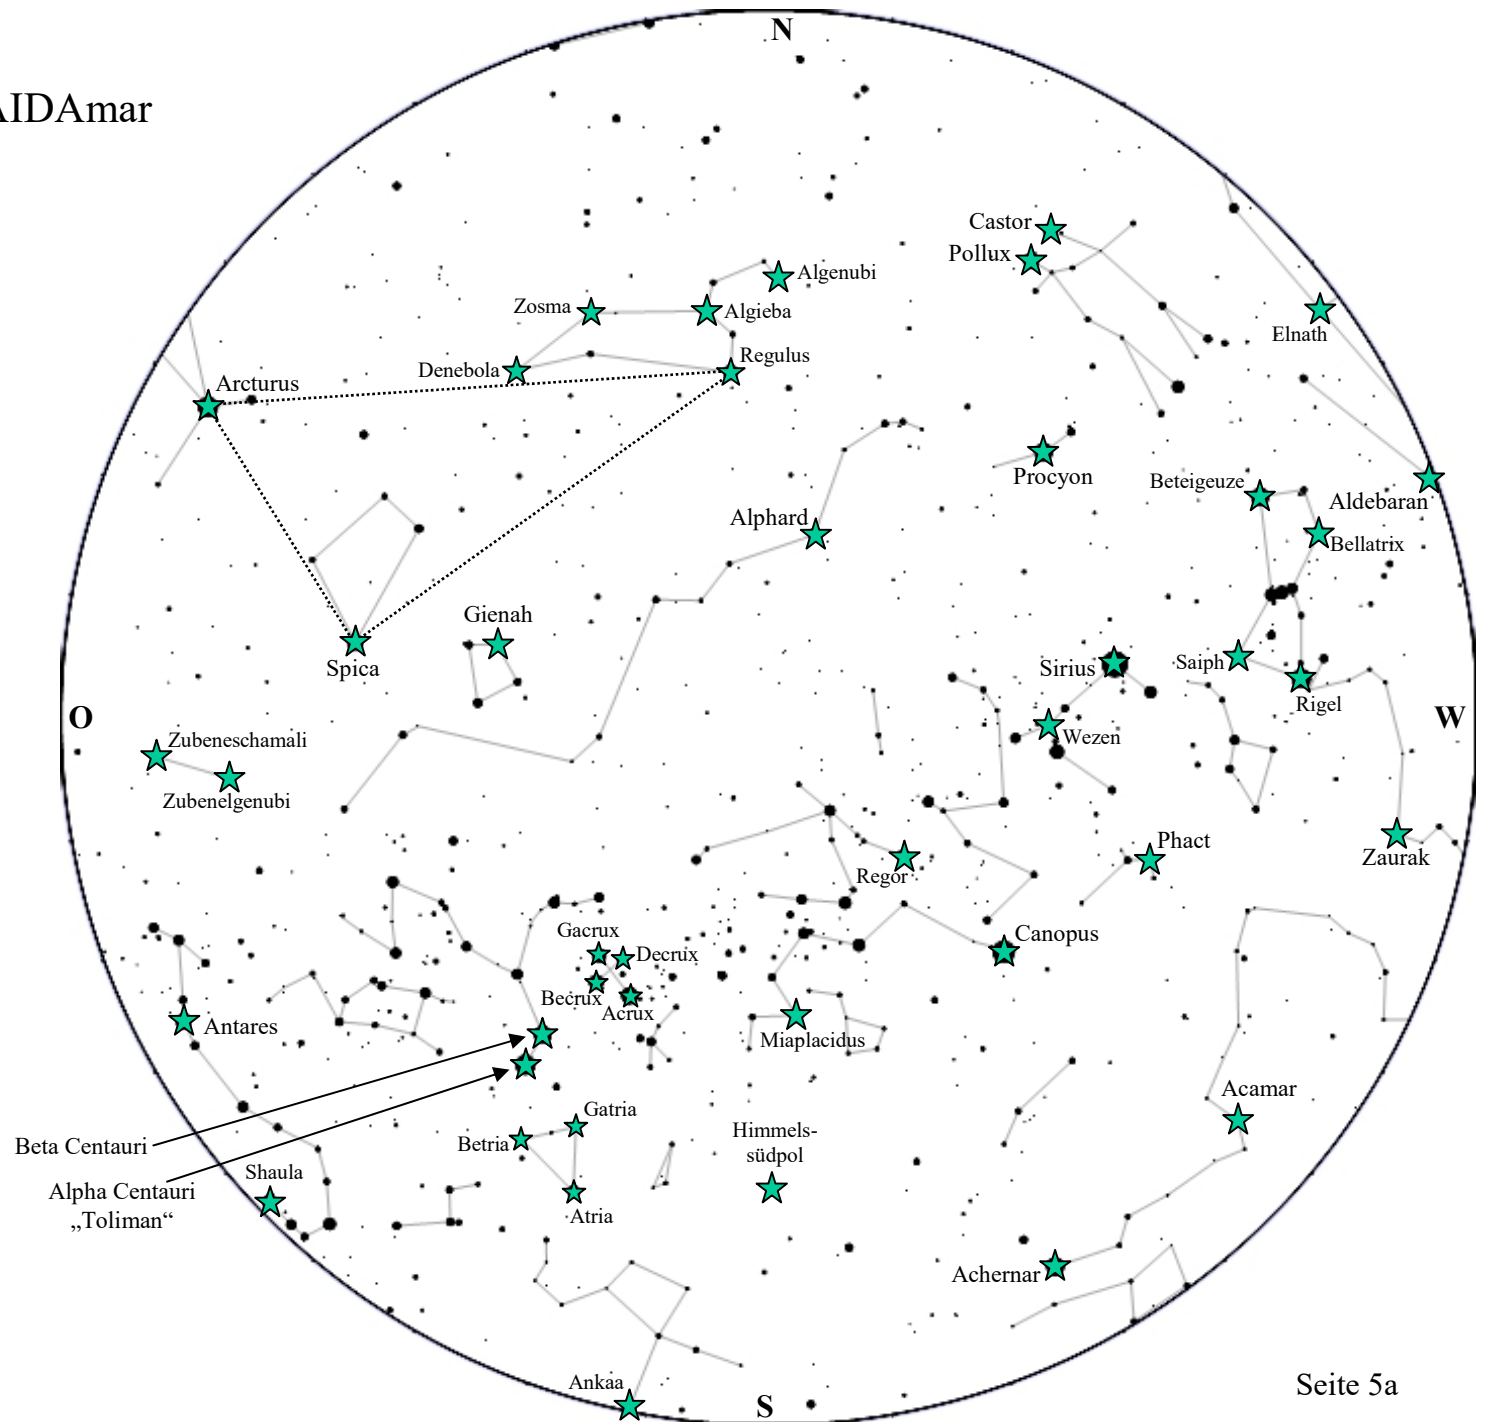 N
AIDAmar
Castor
Pollux
Algenubi
Zosma
Algieba
Elnath
Regulus
Denebola
Arcturus
Procyon
Beteigeuze
Aldebaran
Alphard
Bellatrix
Gienah
Spica
Sirius
Saiph
Rigel
O
W
Zubeneschamali
Wezen
Zubenelgenubi
Phact
Zaurak
Regor
Gacrux
Canopus
Decrux
Becrux
Acrux
Antares
Miaplacidus
Acamar
Gatria
Beta Centauri
Betria
Himmels-
südpol
Shaula
Alpha Centauri
„Toliman“
Atria
Achernar
Ankaa
Seite 5a
S